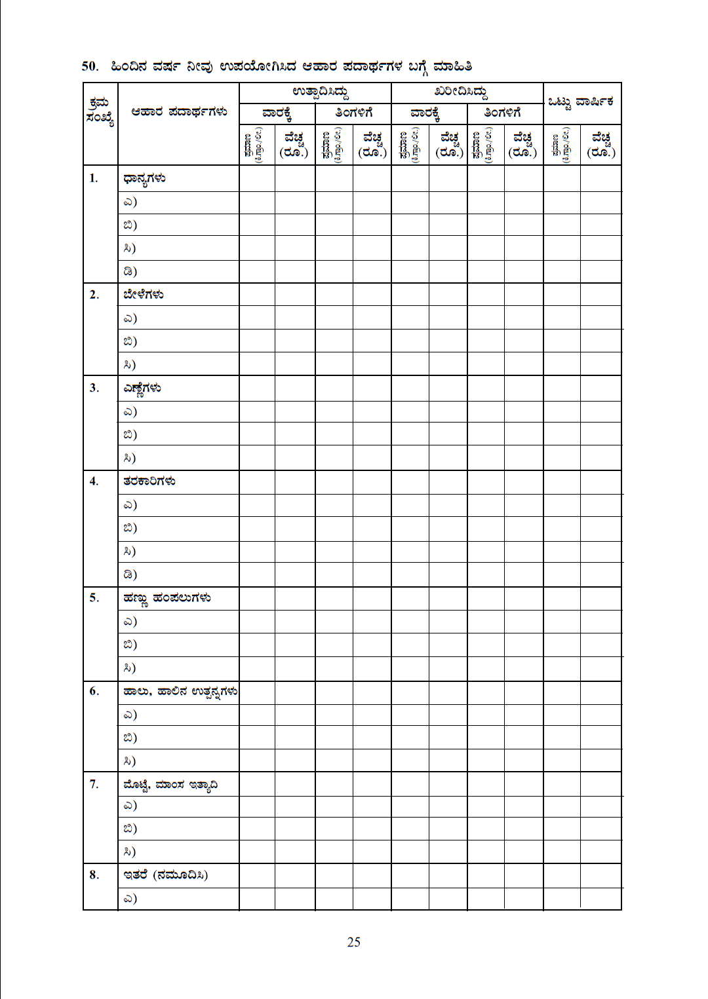 50. ಹಿಂದಿನ ವರ್ಷ ನೀವು ಉಪಯೋಗಿಸಿದ ಆಹಾರ ಪದಾರ್ಥಗಳ ಬಗ್ಗೆ ಮಾಹಿತಿ
ಕ್ರಮ ಸಂಖ್ಯೆ ಆಹಾರ ಪದಾರ್ಥಗಳು ಉತ್ಪಾದಿಸಿದ್ದು ಖರೀದಿಸಿದ್ದು ಒಟ್ಟು ವಾರ್ಷಿಕ
ವಾರಕ್ಕೆ ತಿಂಗಳಿಗೆ ವಾರಕ್ಕೆ ತಿಂಗಳಿಗೆ
ಪ್ರಮಾಣ (ಕಿ.ಗ್ರಾಂ./ಲೀ.) ವೆಚ್ಚ (ರೂ.) ಪ್ರಮಾಣ (ಕಿ.ಗ್ರಾಂ./ಲೀ.) ವೆಚ್ಚ (ರೂ.) ಪ್ರಮಾಣ (ಕಿ.ಗ್ರಾಂ./ಲೀ.) ವೆಚ್ಚ (ರೂ.) ಪ್ರಮಾಣ (ಕಿ.ಗ್ರಾಂ./ಲೀ.) ವೆಚ್ಚ (ರೂ.) ಪ್ರಮಾಣ (ಕಿ.ಗ್ರಾಂ./ಲೀ.) ವೆಚ್ಚ (ರೂ.)
1. ಧಾನ್ಯಗಳು
ಎ)
ಬಿ)
ಸಿ)
ಡಿ)
2. ಬೇಳೆಗಳು
ಎ)
ಬಿ)
ಸಿ)
3. ಎಣ್ಣೆಗಳು
ಎ)
ಬಿ)
ಸಿ)
4. ತರಕಾರಿಗಳು
ಎ)
ಬಿ)
ಸಿ)
ಡಿ)
5. ಹಣ್ಣು ಹಂಪಲುಗಳು
ಎ)
ಬಿ)
ಸಿ)
6. ಹಾಲು, ಹಾಲಿನ ಉತ್ಪನ್ನಗಳು
ಎ)
ಬಿ)
ಸಿ)
7. ಮೊಟ್ಟೆ, ಮಾಂಸ ಇತ್ಯಾದಿ
ಎ)
ಬಿ)
ಸಿ)
8. ಇತರೆ (ನಮೂದಿಸಿ)
ಎ)
25